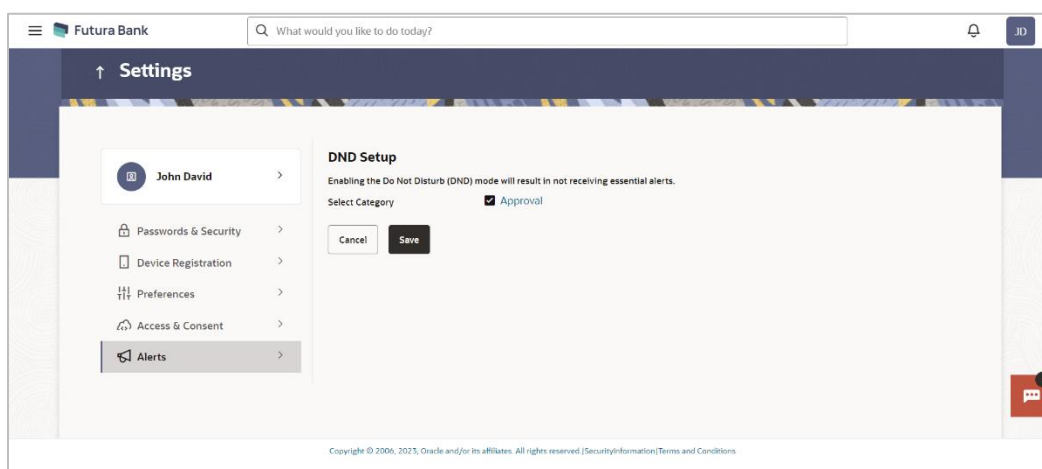 Futura Bank
What would you like to do today?
JD
↑ Settings
John David
Passwords & Security
Device Registration
Preferences
Access & Consent
Alerts
DND Setup
Enabling the Do Not Disturb (DND) mode will result in not receiving essential alerts.
Select Category
Approval
Cancel
Save
Copyright © 2006, 2023, Oracle and/or its affiliates. All rights reserved.|SecurityInformation|Terms and Conditions